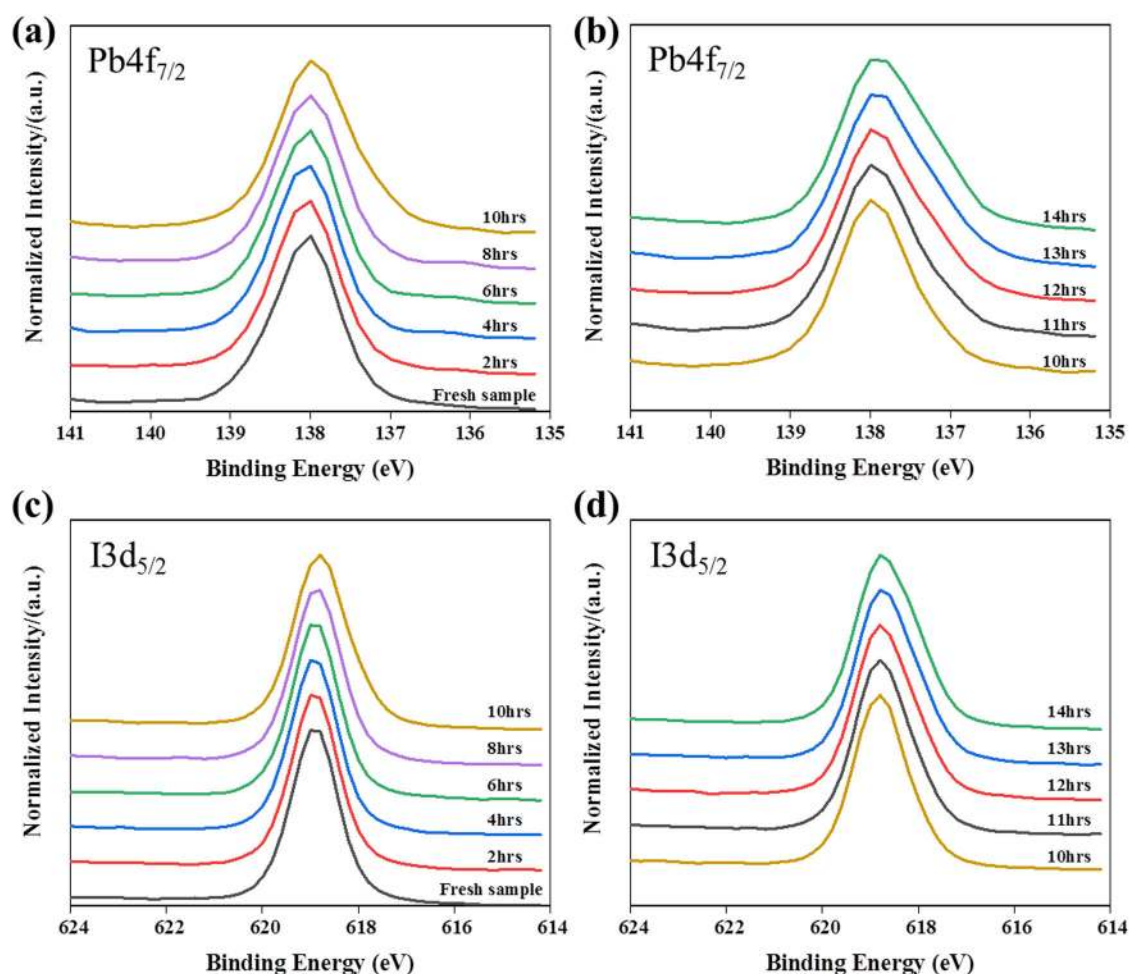 (a)
Pb4f7/2
Normalized Intensity/(a.u.)
10hrs
8hrs
6hrs
4hrs
2hrs
Fresh sample
141 140 139 138 137 136 135
Binding Energy (eV)
(b)
Pb4f7/2
Normalized Intensity/(a.u.)
14hrs
13hrs
12hrs
11hrs
10hrs
141 140 139 138 137 136 135
Binding Energy (eV)
(c)
I3d5/2
Normalized Intensity/(a.u.)
10hrs
8hrs
6hrs
4hrs
2hrs
Fresh sample
624 622 620 618 616 614
Binding Energy (eV)
(d)
I3d5/2
Normalized Intensity/(a.u.)
14hrs
13hrs
12hrs
11hrs
10hrs
624 622 620 618 616 614
Binding Energy (eV)